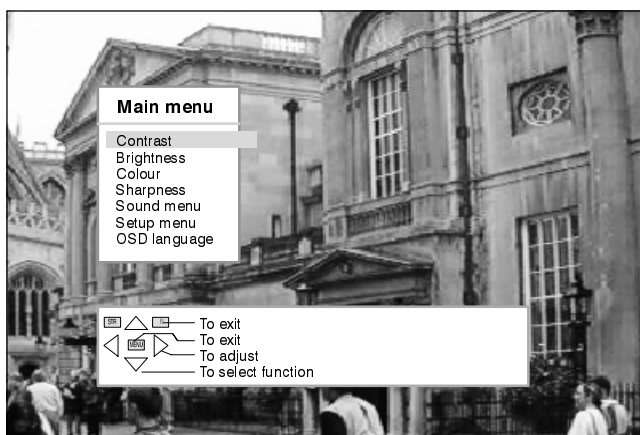 Main menu
Contrast
Brightness
Colour
Sharpness
Sound menu
Setup menu
OSD language
To exit
MENU
To exit
To adjust
To select function